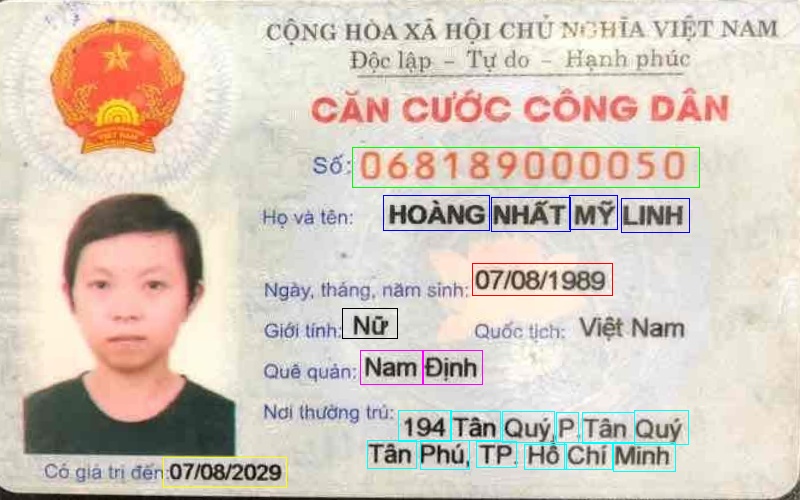 CỘNG HÒA XÃ HỘI CHỦ NGHĨA VIỆT NAM
Độc lập - Tự do - Hạnh phúc
CĂN CƯỚC CÔNG DÂN
Số: 068189000050
Họ và tên: HOÀNG NHẤT MỸ LINH
Ngày, tháng, năm sinh: 07/08/1989
Giới tính: Nữ Quốc tịch: Việt Nam
Quê quán: Nam Định
Nơi thường trú: 194 Tân Quý, P. Tân Quý
Tân Phú, TP. Hồ Chí Minh
Có giá trị đến: 07/08/2029
VIỆT NAM